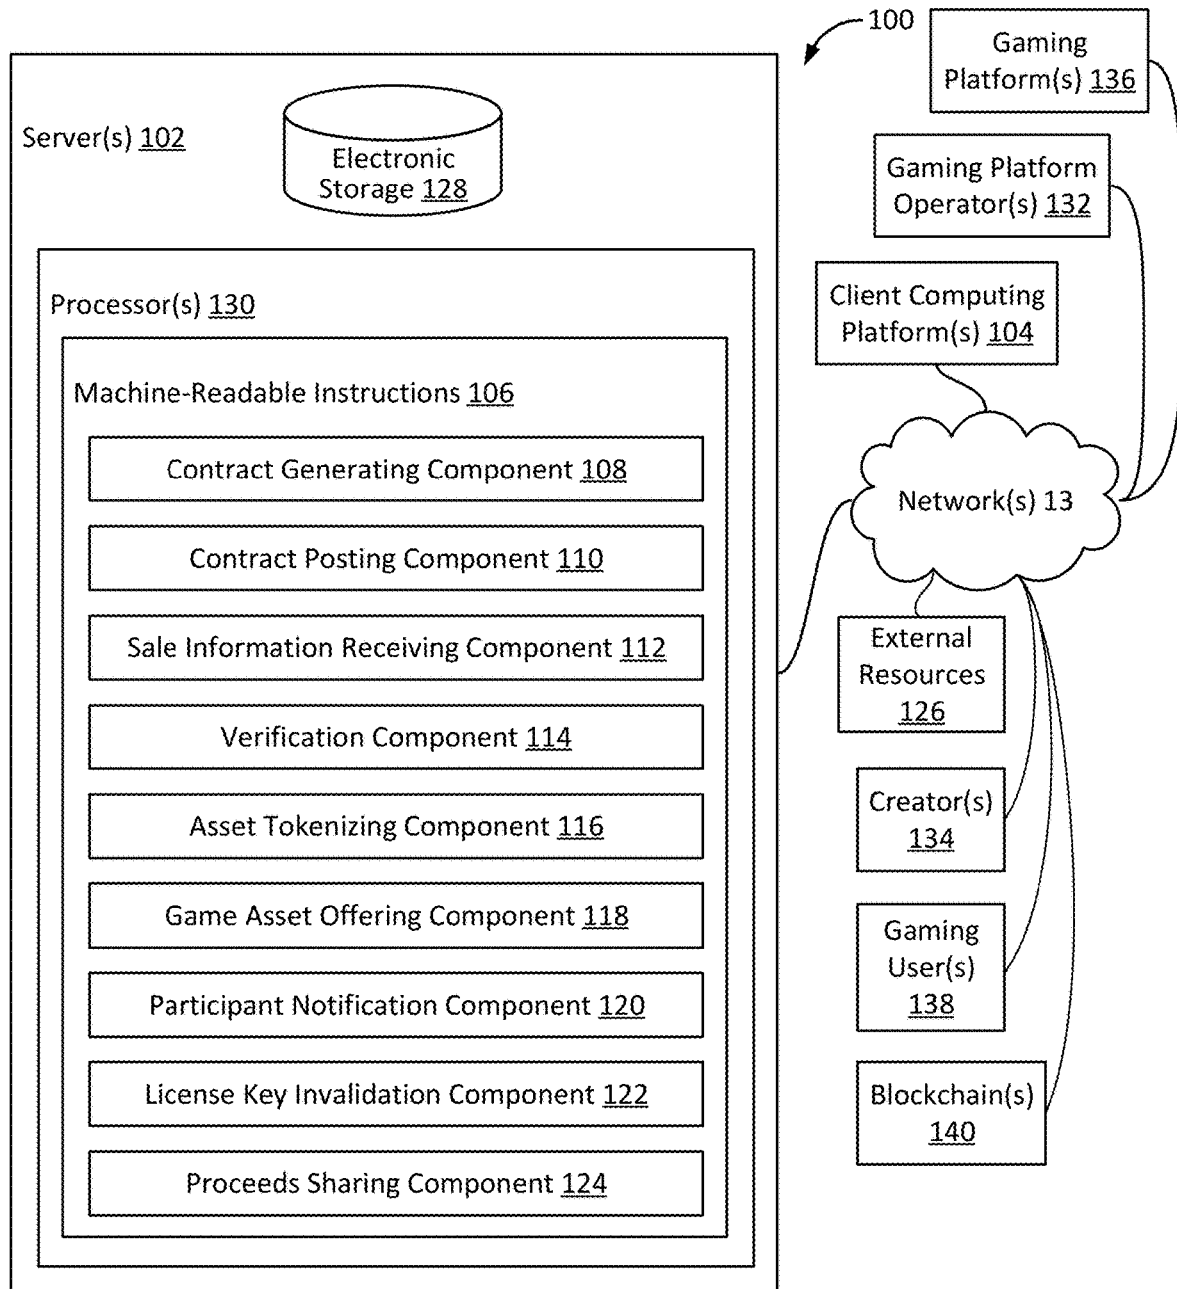 100
Gaming
Platform(s) 136
Server(s) 102
Electronic
Storage 128
Gaming Platform
Operator(s) 132
Processor(s) 130
Client Computing
Platform(s) 104
Machine-Readable Instructions 106
Contract Generating Component 108
Network(s) 13
Contract Posting Component 110
Sale Information Receiving Component 112
External
Resources
126
Verification Component 114
Asset Tokenizing Component 116
Creator(s)
134
Game Asset Offering Component 118
Gaming
User(s)
138
Participant Notification Component 120
License Key Invalidation Component 122
Blockchain(s)
140
Proceeds Sharing Component 124